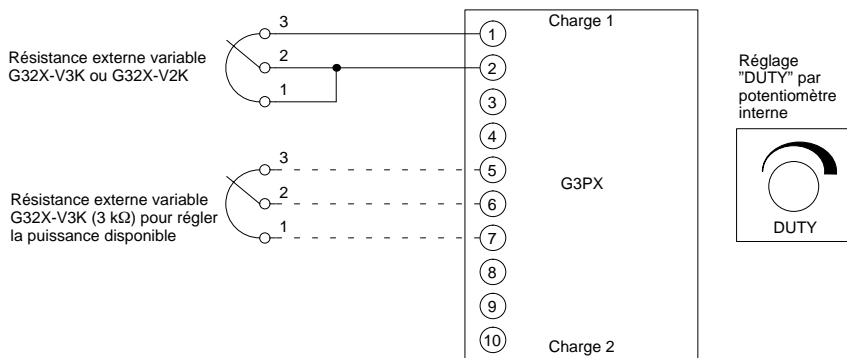 Charge 1
3
1
Résistance externe variable
G32X-V3K ou G32X-V2K
2
2
1
3
4
Réglage
"DUTY" par
potentiomètre
interne
DUTY
3
5
G3PX
Résistance externe variable
G32X-V3K (3 kΩ) pour régler
la puissance disponible
2
6
1
7
8
9
10
Charge 2